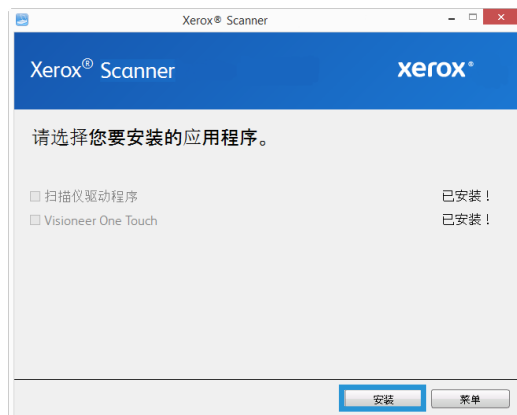 Xerox® Scanner
Xerox® Scanner
xerox®
请选择您要安装的应用程序。
扫描仪驱动程序 已安装！
Visioneer One Touch 已安装！
安装 菜单